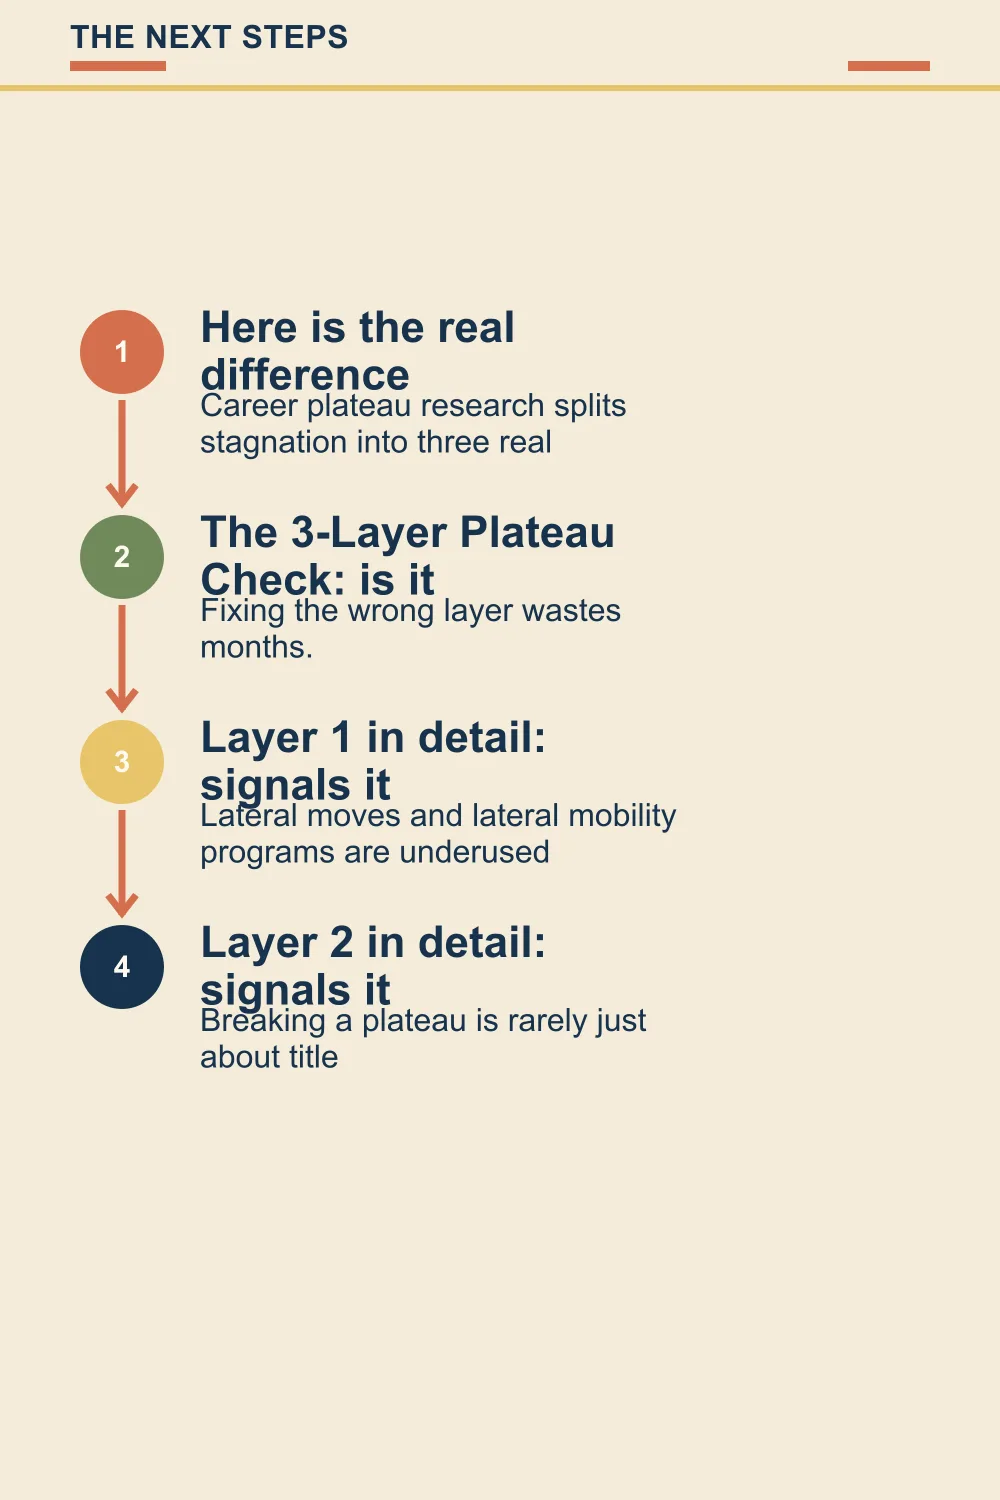 THE NEXT STEPS
1
Here is the real
difference
Career plateau research splits
stagnation into three real
2
The 3-Layer Plateau
Check: is it
Fixing the wrong layer wastes
months.
3
Layer 1 in detail:
signals it
Lateral moves and lateral mobility
programs are underused
4
Layer 2 in detail:
signals it
Breaking a plateau is rarely just
about title